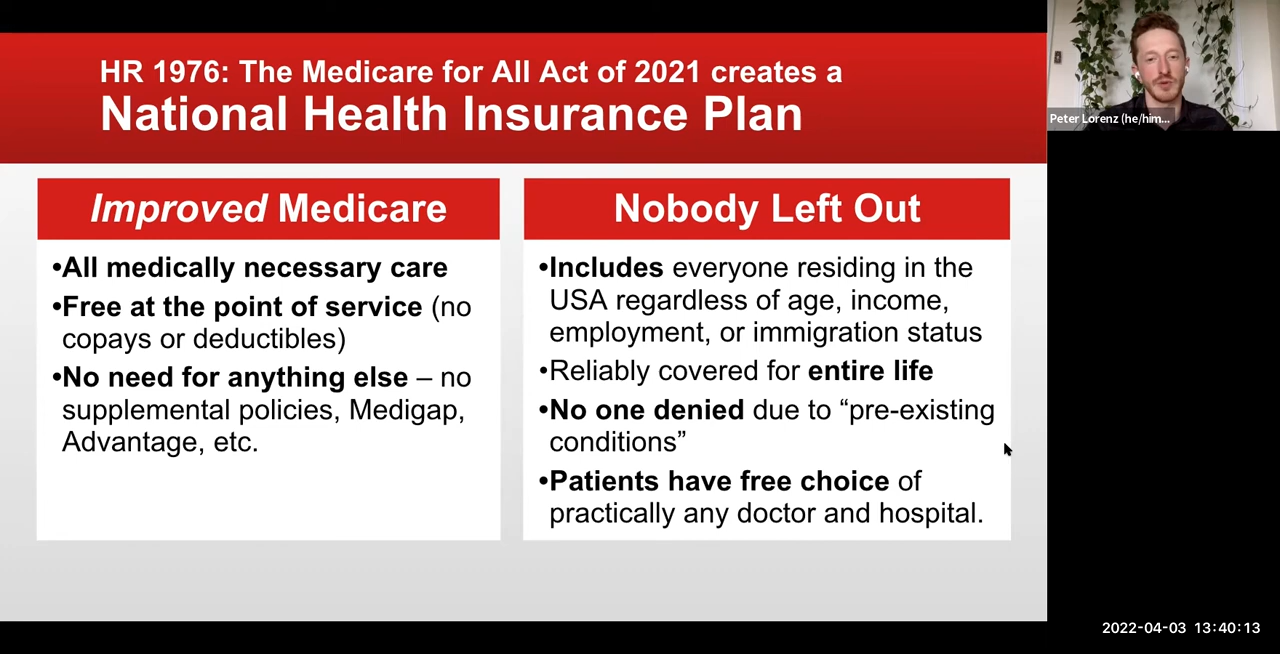 HR 1976: The Medicare for All Act of 2021 creates a
National Health Insurance Plan
Improved Medicare
•All medically necessary care
•Free at the point of service (no
copays or deductibles)
•No need for anything else – no
supplemental policies, Medigap,
Advantage, etc.
Nobody Left Out
•Includes everyone residing in the
USA regardless of age, income,
employment, or immigration status
•Reliably covered for entire life
•No one denied due to “pre-existing
conditions”
•Patients have free choice of
practically any doctor and hospital.
Peter Lorenz (he/him...
2022-04-03 13:40:13